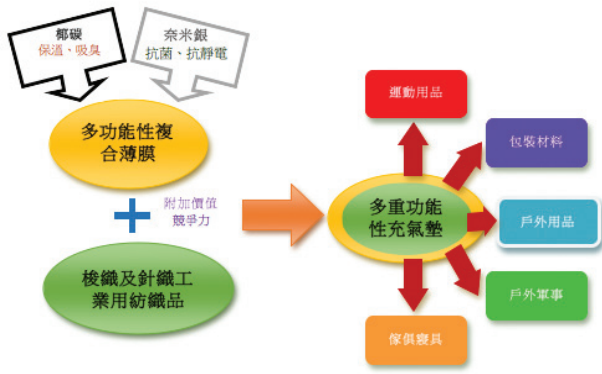 椰碳
保溫、吸臭
奈米銀
抗菌、抗靜電
多功能性複
合薄膜
附加價值
競爭力
梭織及針織工
業用紡織品
多重功能
性充氣墊
運動用品
包裝材料
戶外用品
戶外軍事
傢俱寢具